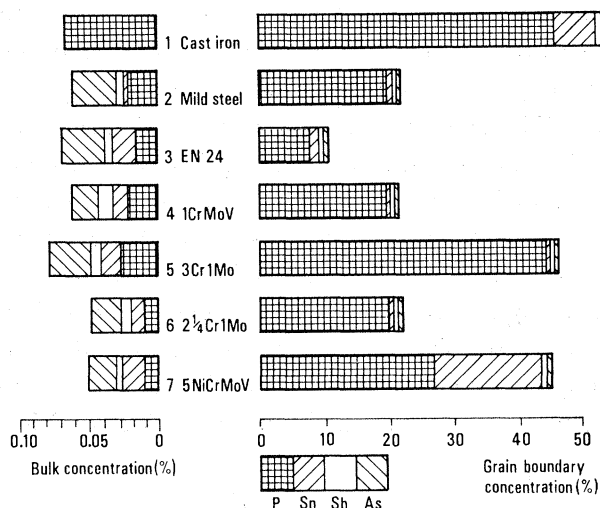 1 Cast iron
2 Mild steel
3 EN 24
4 1CrMoV
5 3Cr1Mo
6 2¼Cr1Mo
7 5NiCrMoV
0.10 0.05 0
0 10 20 30 40 50
Bulk concentration (%)
P Sn Sb As
Grain boundary
concentration (%)